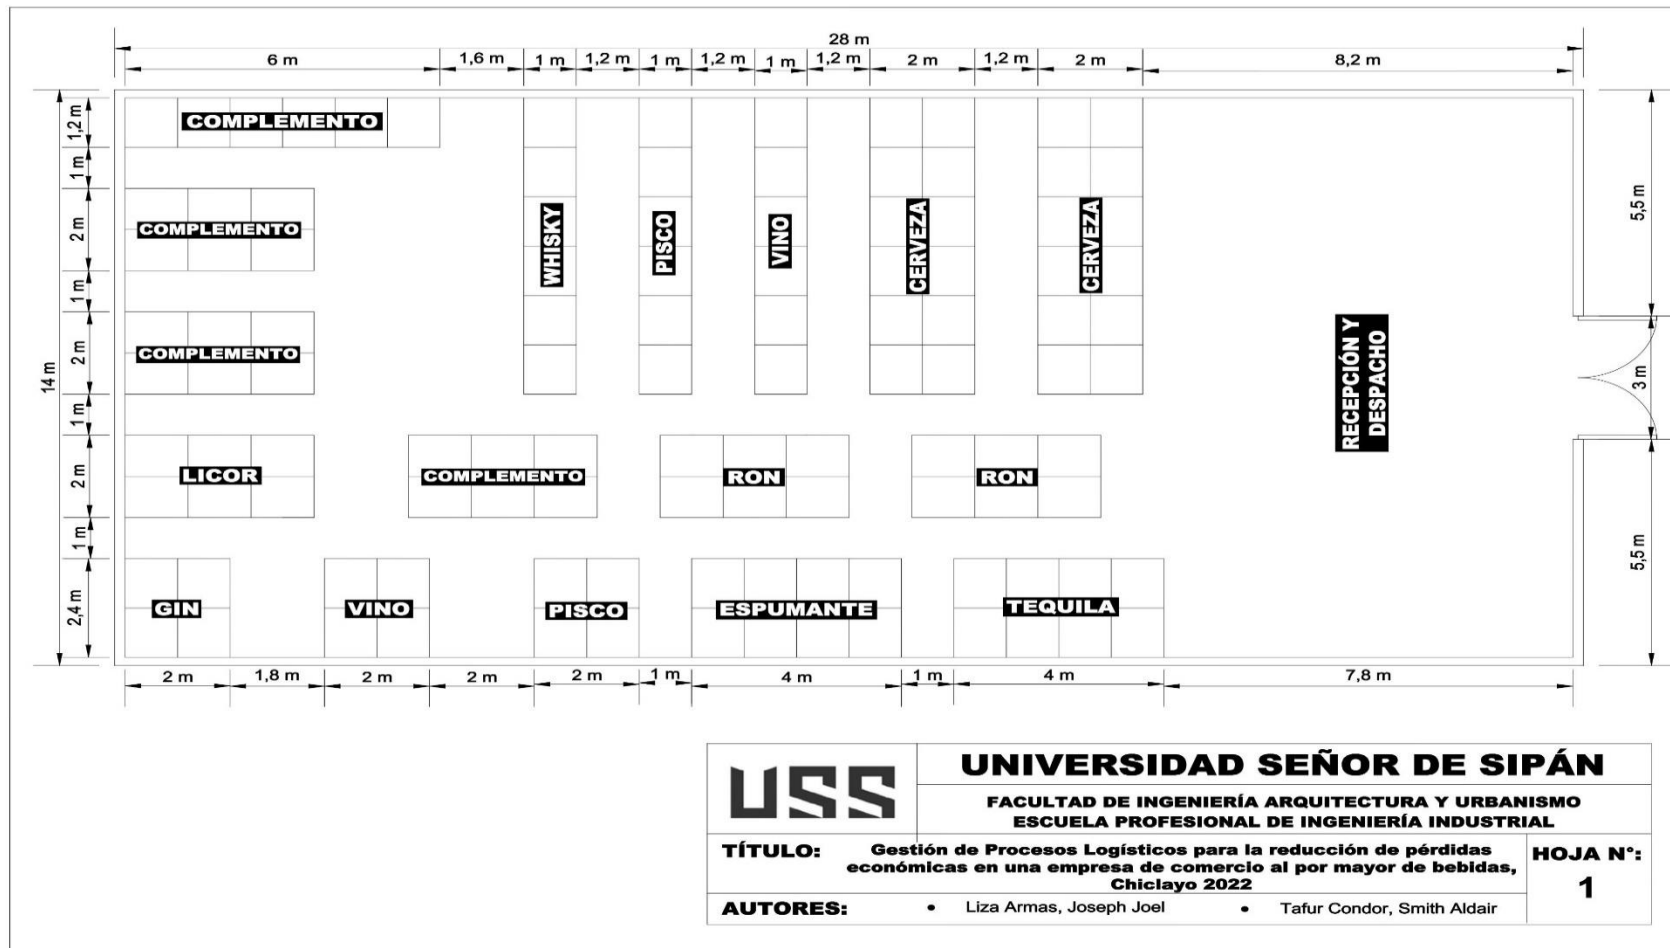 28 m
6 m
1,6 m
1 m
1,2 m
1 m
1,2 m
1 m
1,2 m
2 m
1,2 m
2 m
8,2 m
14 m
1,2 m
1 m
2 m
1 m
2 m
1 m
2 m
1 m
2,4 m
COMPLEMENTO
COMPLEMENTO
COMPLEMENTO
WHISKY
PISCO
VINO
CERVEZA
CERVEZA
RECEPCIÓN Y
DESPACHO
5,5 m
3 m
5,5 m
LICOR
COMPLEMENTO
RON
RON
GIN
VINO
PISCO
ESPUMANTE
TEQUILA
2 m
1,8 m
2 m
2 m
2 m
1 m
4 m
1 m
4 m
7,8 m
USS
UNIVERSIDAD SEÑOR DE SIPÁN
FACULTAD DE INGENIERÍA ARQUITECTURA Y URBANISMO
ESCUELA PROFESIONAL DE INGENIERÍA INDUSTRIAL
TÍTULO:
Gestión de Procesos Logísticos para la reducción de pérdidas
económicas en una empresa de comercio al por mayor de bebidas,
Chiclayo 2022
HOJA N°:
1
AUTORES:
• Liza Armas, Joseph Joel
• Tafur Condor, Smith Aldair